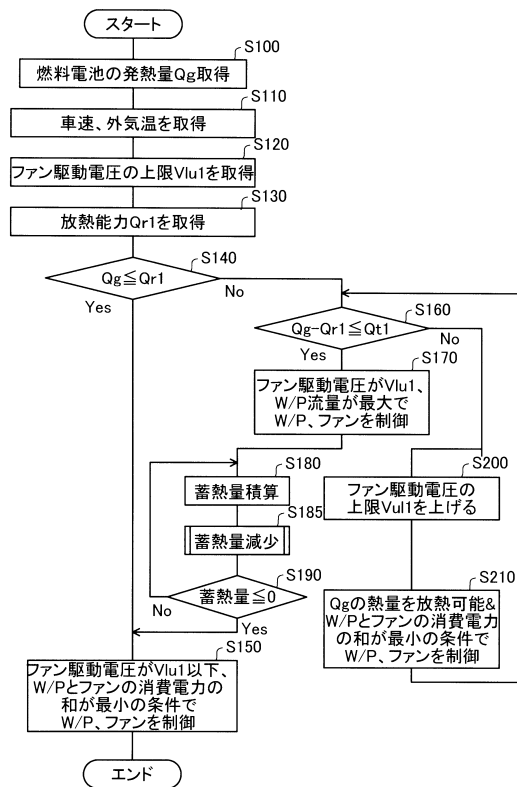 スタート
S100
燃料電池の発熱量Qg取得
S110
車速、外気温を取得
S120
ファン駆動電圧の上限Vlu1を取得
S130
放熱能力Qr1を取得
S140
Qg≦Qr1
Yes
No
S160
Qg-Qr1≦Qt1
Yes
No
S170
ファン駆動電圧がVlu1、
W/P流量が最大で
W/P、ファンを制御
S180
蓄熱量積算
S185
蓄熱量減少
S190
蓄熱量≦0
No
Yes
S200
ファン駆動電圧の
上限Vul1を上げる
S210
Qgの熱量を放熱可能&
W/Pとファンの消費電力
の和が最小の条件で
W/P、ファンを制御
S150
ファン駆動電圧がVlu1以下、
W/Pとファンの消費電力の
和が最小の条件で
W/P、ファンを制御
エンド